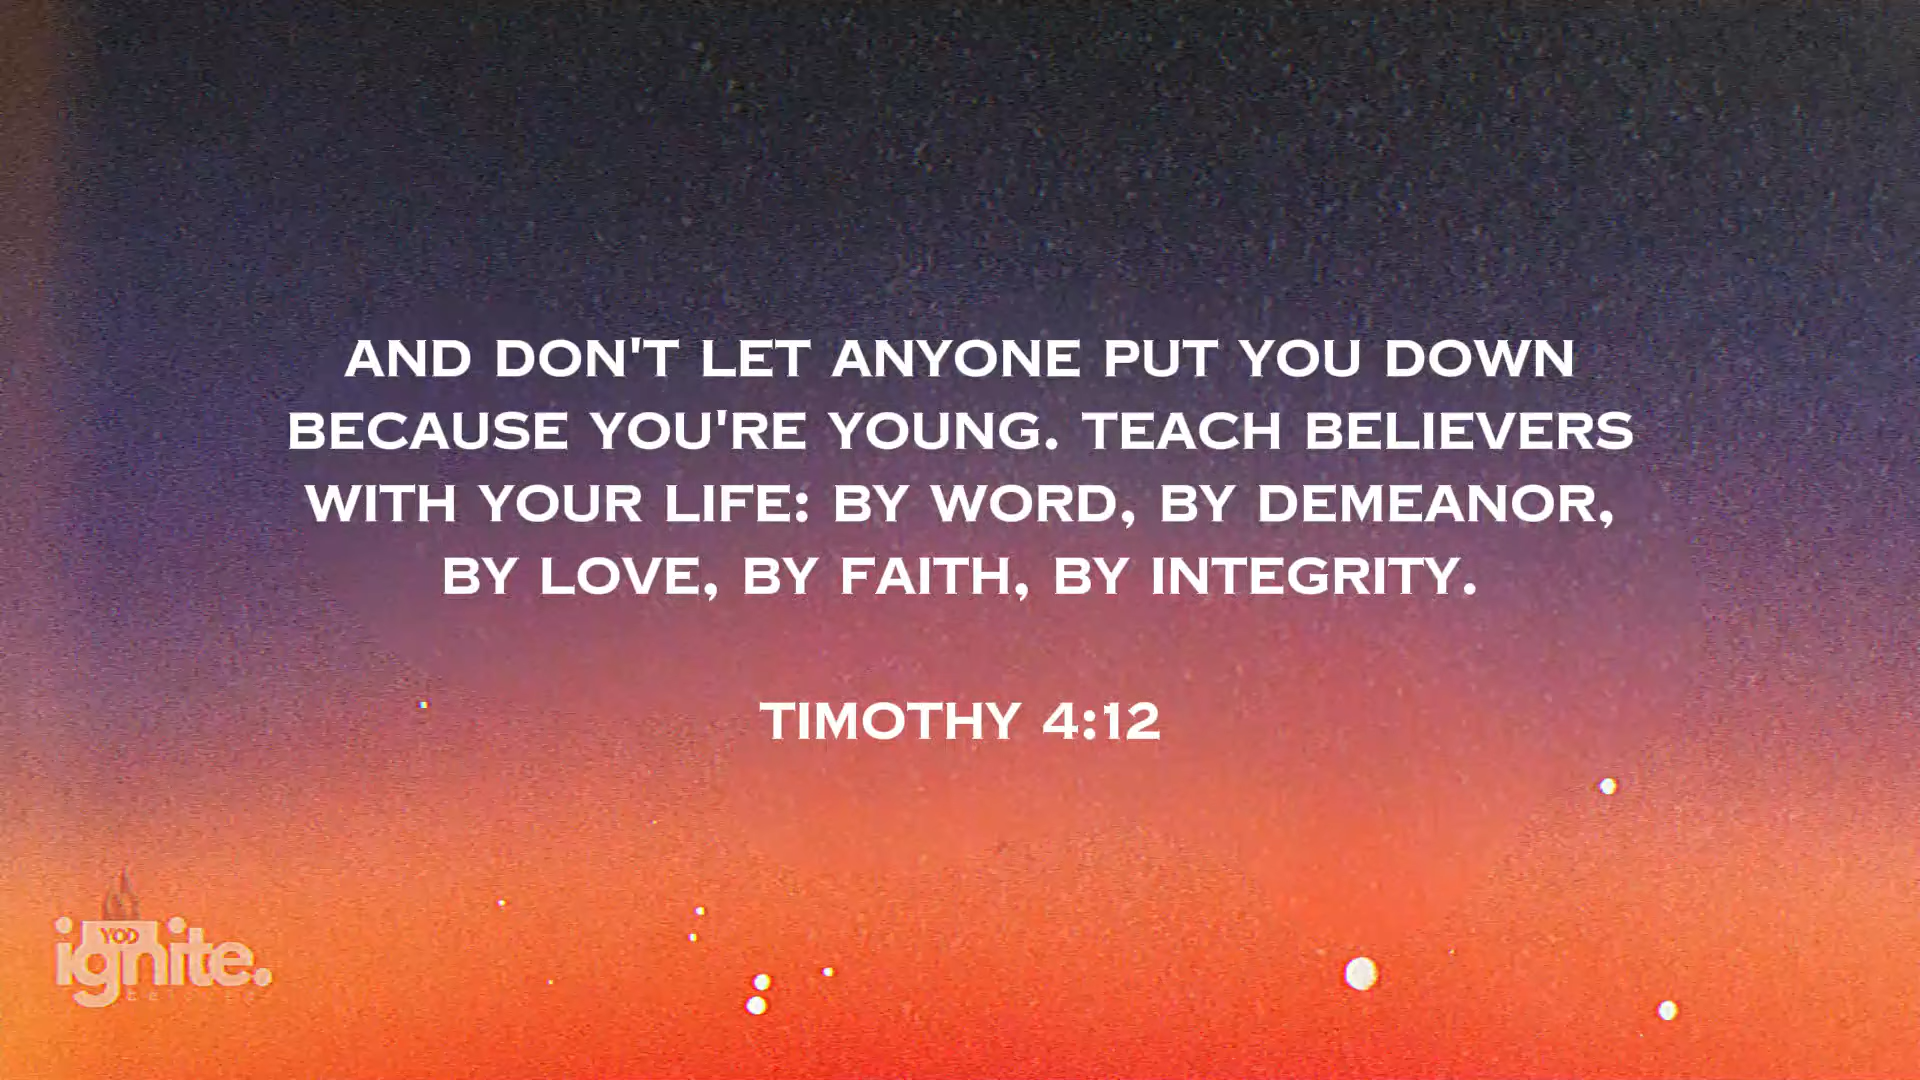 AND DON'T LET ANYONE PUT YOU DOWN
BECAUSE YOU'RE YOUNG. TEACH BELIEVERS
WITH YOUR LIFE: BY WORD, BY DEMEANOR,
BY LOVE, BY FAITH, BY INTEGRITY.
TIMOTHY 4:12
YOD
ignite.